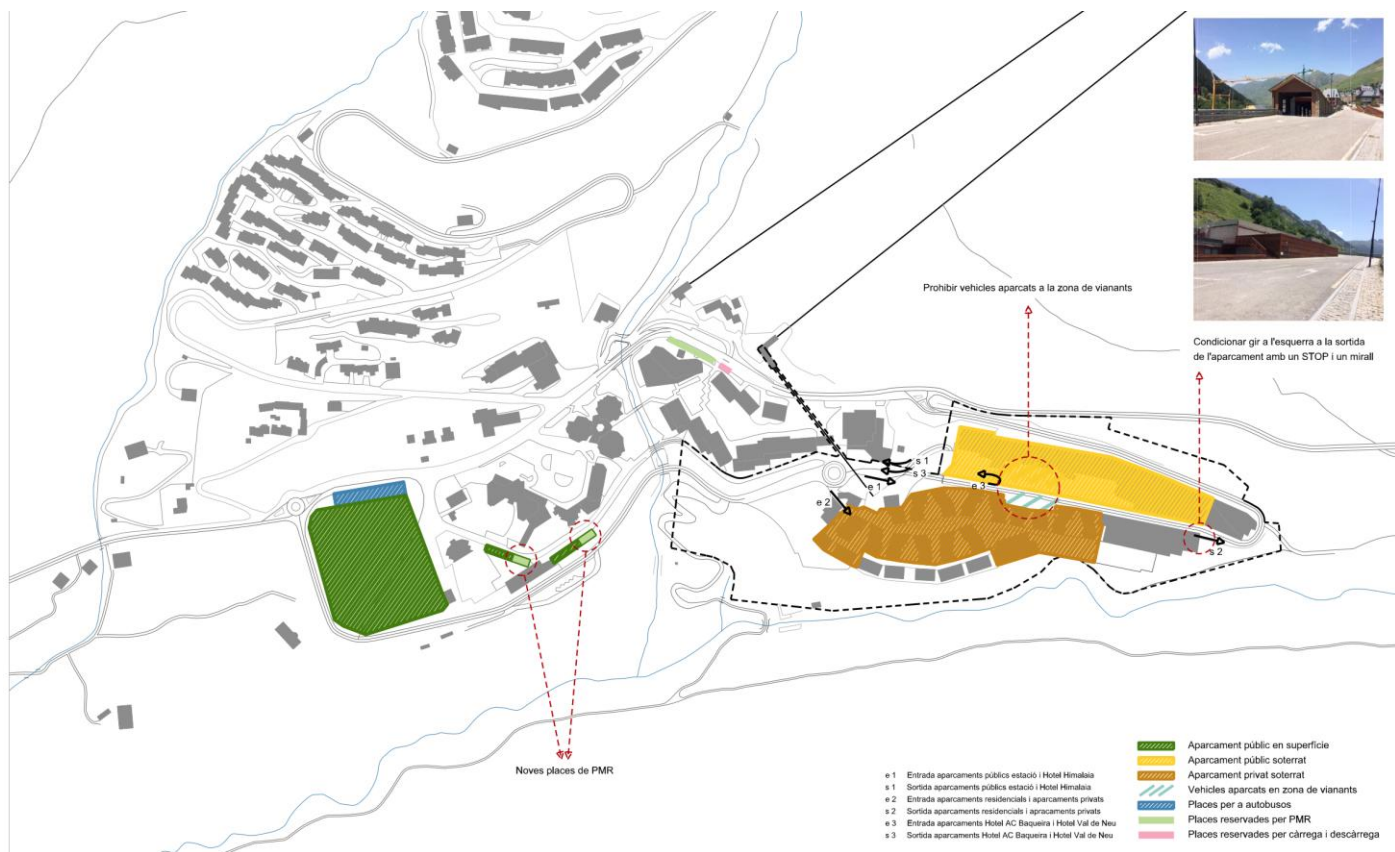 Prohibir vehicles aparcats a la zona de vianants
Condicionar gir a l'esquerra a la sortida
de l'aparcament amb un STOP i un mirall
s 1
s 3
e 1
e 3
e 2
s 2
Noves places de PMR
e 1 Entrada aparcaments públics estació i Hotel Himalaia
s 1 Sortida aparcaments públics estació i Hotel Himalaia
e 2 Entrada aparcaments residencials i aparcaments privats
s 2 Sortida aparcaments residencials i apracaments privats
e 3 Entrada aparcaments Hotel AC Baqueira i Hotel Val de Neu
s 3 Sortida aparcaments Hotel AC Baqueira i Hotel Val de Neu
Aparcament públic en superfície
Aparcament públic soterrat
Aparcament privat soterrat
Vehicles aparcats en zona de vianants
Places per a autobusos
Places reservades per PMR
Places reservades per càrrega i descàrrega